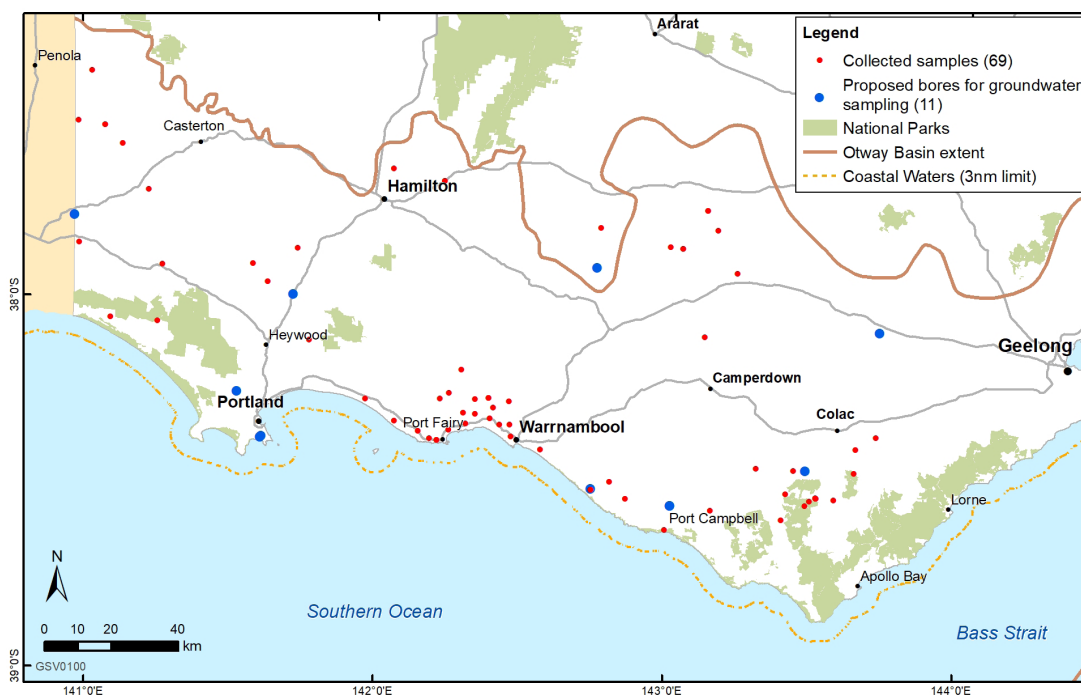 Ararat
Legend
Collected samples (69)
Proposed bores for groundwater
sampling (11)
National Parks
Otway Basin extent
Coastal Waters (3nm limit)
Penola
Casterton
Hamilton
38°0'S
Heywood
Geelong
Camperdown
Portland
Port Fairy
Warrnambool
Colac
Port Campbell
Lorne
N
Apollo Bay
Southern Ocean
Bass Strait
0 10 20 40
km
GSV0100
39°0'S
141°0'E
142°0'E
143°0'E
144°0'E